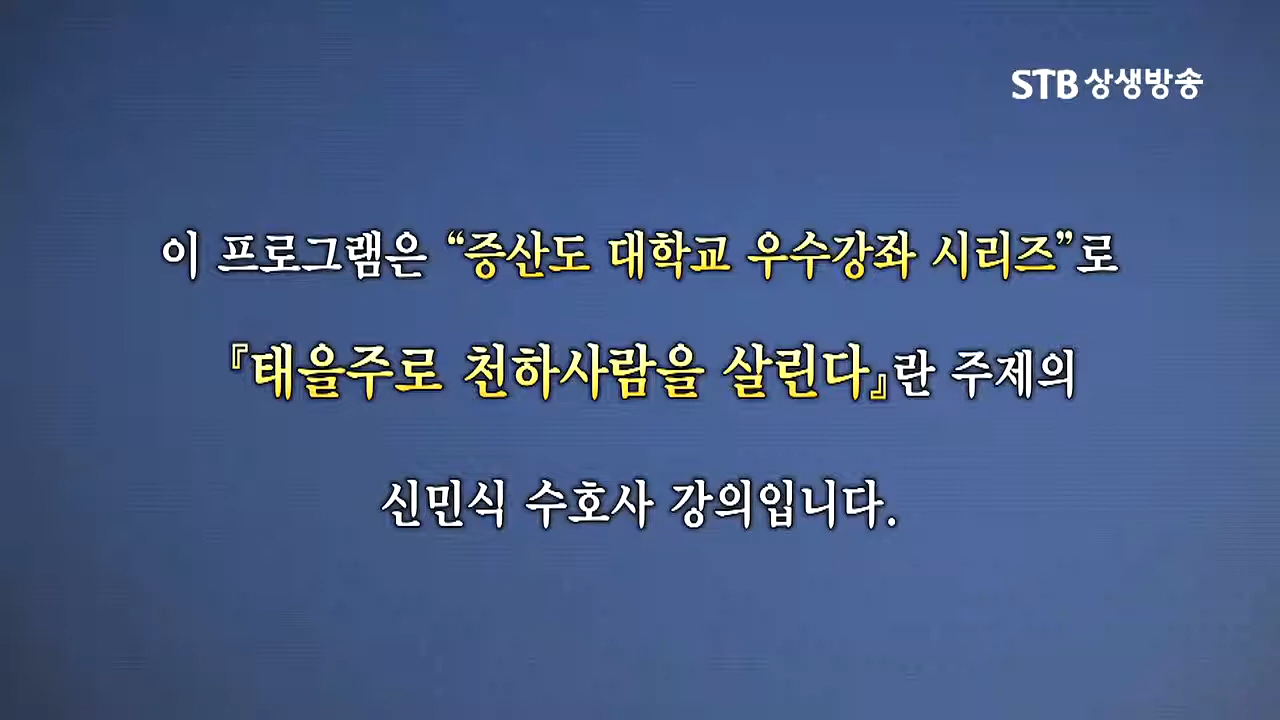 STB 상생방송
이 프로그램은 “증산도 대학교 우수강좌 시리즈”로
『태을주로 천하사람을 살린다』란 주제의
신민식 수호사 강의입니다.